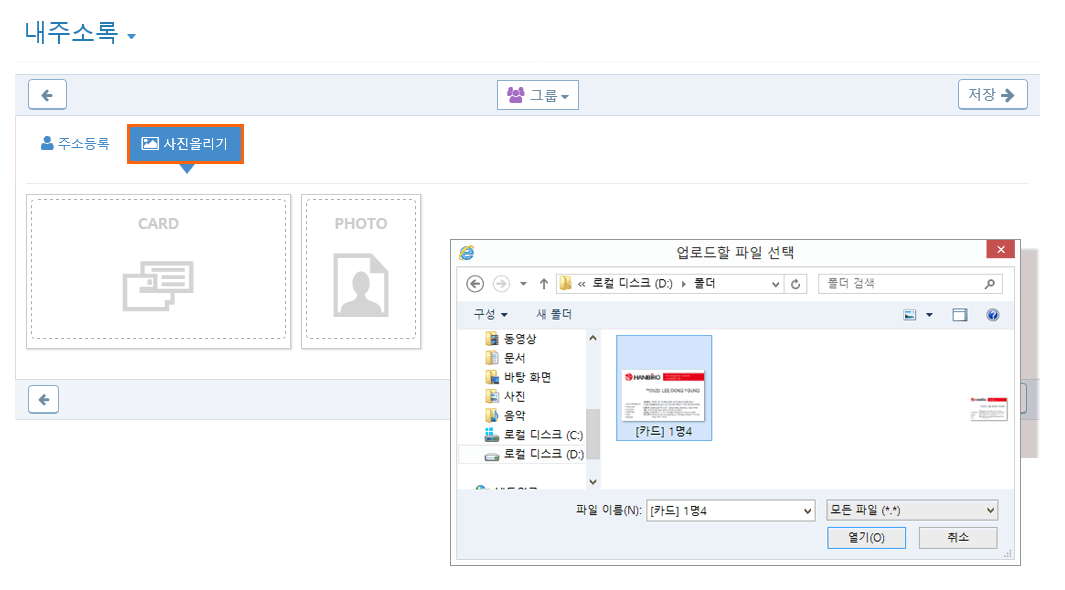 내주소록
그룹
저장
주소등록
사진올리기
CARD
PHOTO
업로드할 파일 선택
« 로컬 디스크 (D:) 폴더
폴더 검색
구성
새 폴더
동영상
문서
바탕 화면
사진
음악
로컬 디스크 (C:)
로컬 디스크 (D:)
HANBIRO
LEE DONG YOUNG
[카드] 1명4
파일 이름(N):
[카드] 1명4
모든 파일 (*.*)
열기(O)
취소